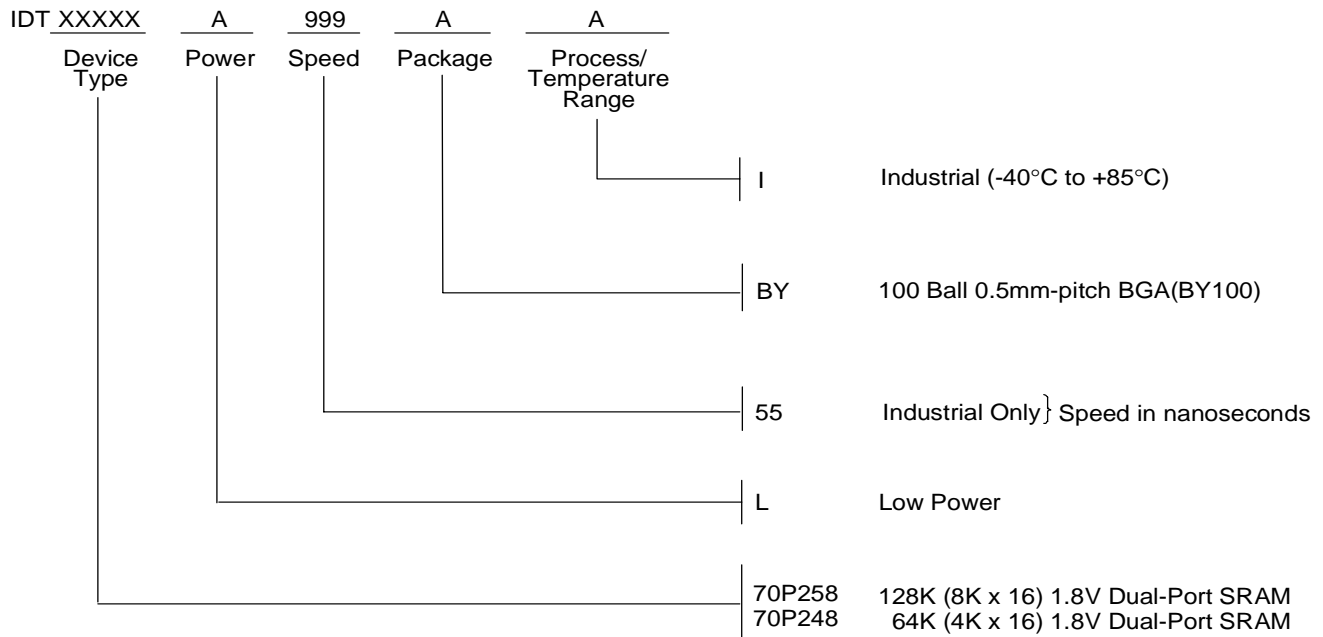 IDT XXXXX A 999 A A
Device Type Power Speed Package Process/ Temperature Range
I Industrial (-40°C to +85°C)
BY 100 Ball 0.5mm-pitch BGA(BY100)
55 Industrial Only } Speed in nanoseconds
L Low Power
70P258 128K (8K x 16) 1.8V Dual-Port SRAM
70P248 64K (4K x 16) 1.8V Dual-Port SRAM